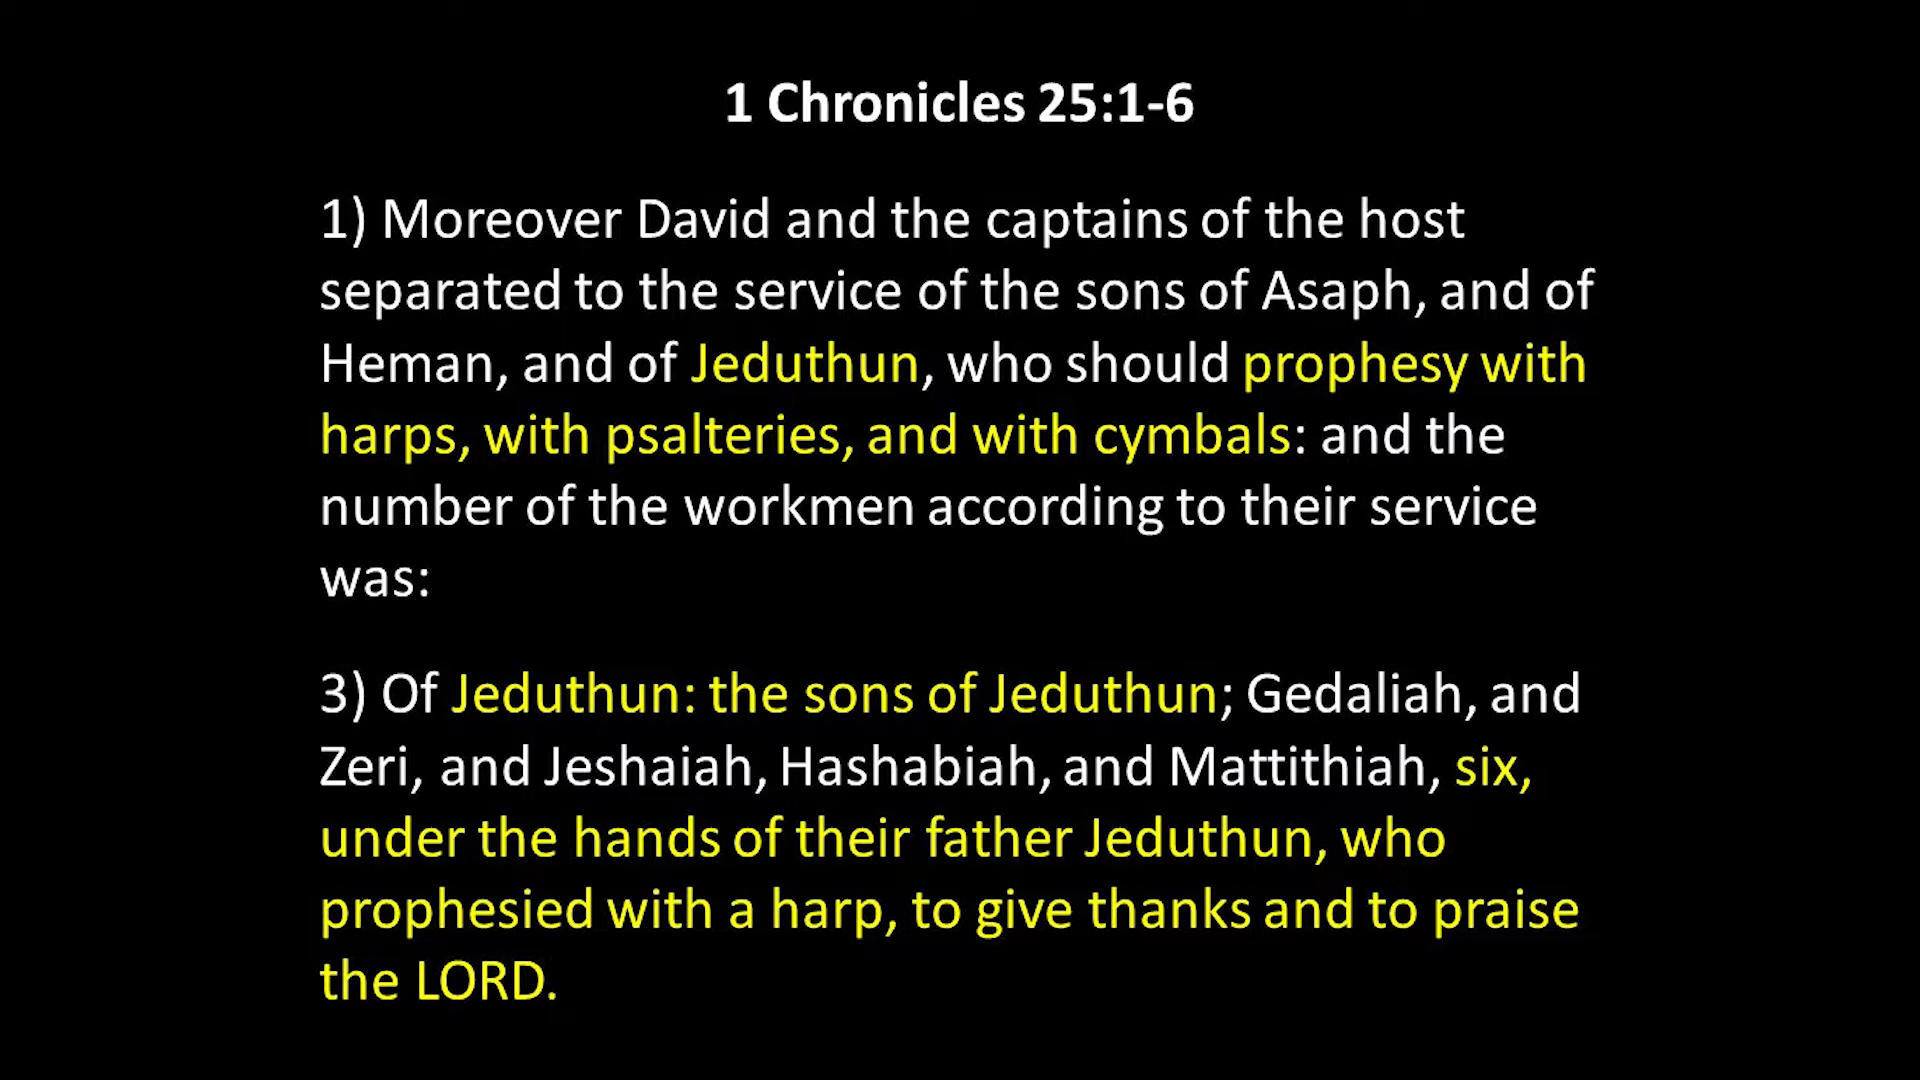 1 Chronicles 25:1-6
1) Moreover David and the captains of the host
separated to the service of the sons of Asaph, and of
Heman, and of Jeduthun, who should prophesy with
harps, with psalteries, and with cymbals: and the
number of the workmen according to their service
was:
3) Of Jeduthun: the sons of Jeduthun; Gedaliah, and
Zeri, and Jeshaiah, Hashabiah, and Mattithiah, six,
under the hands of their father Jeduthun, who
prophesied with a harp, to give thanks and to praise
the LORD.